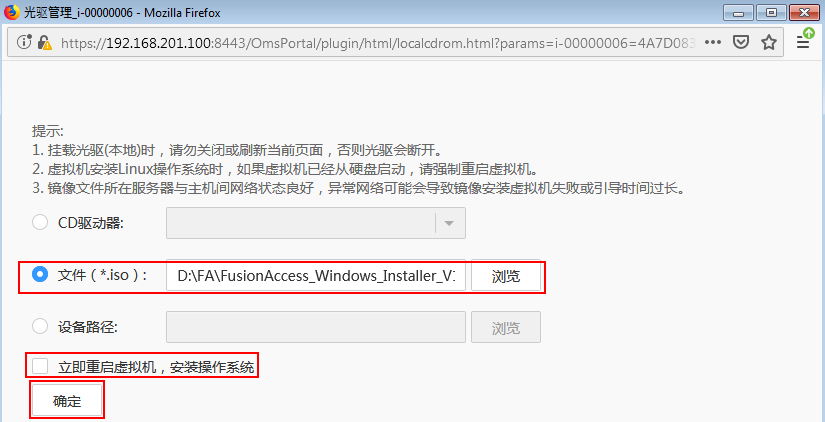 光驱管理_i-00000006 - Mozilla Firefox
https://192.168.201.100:8443/OmsPortal/plugin/html/localcdrom.html?params=i-00000006=4A7D083
提示:
1. 挂载光驱(本地)时，请勿关闭或刷新当前页面，否则光驱会断开。
2. 虚拟机安装Linux操作系统时，如果虚拟机已经从硬盘启动，请强制重启虚拟机。
3. 镜像文件所在服务器与主机间网络状态良好，异常网络可能会导致镜像安装虚拟机失败或引导时间过长。
CD驱动器:
文件（*.iso）: D:\FA\FusionAccess_Windows_Installer_V1 浏览
设备路径: 浏览
立即重启虚拟机，安装操作系统
确定